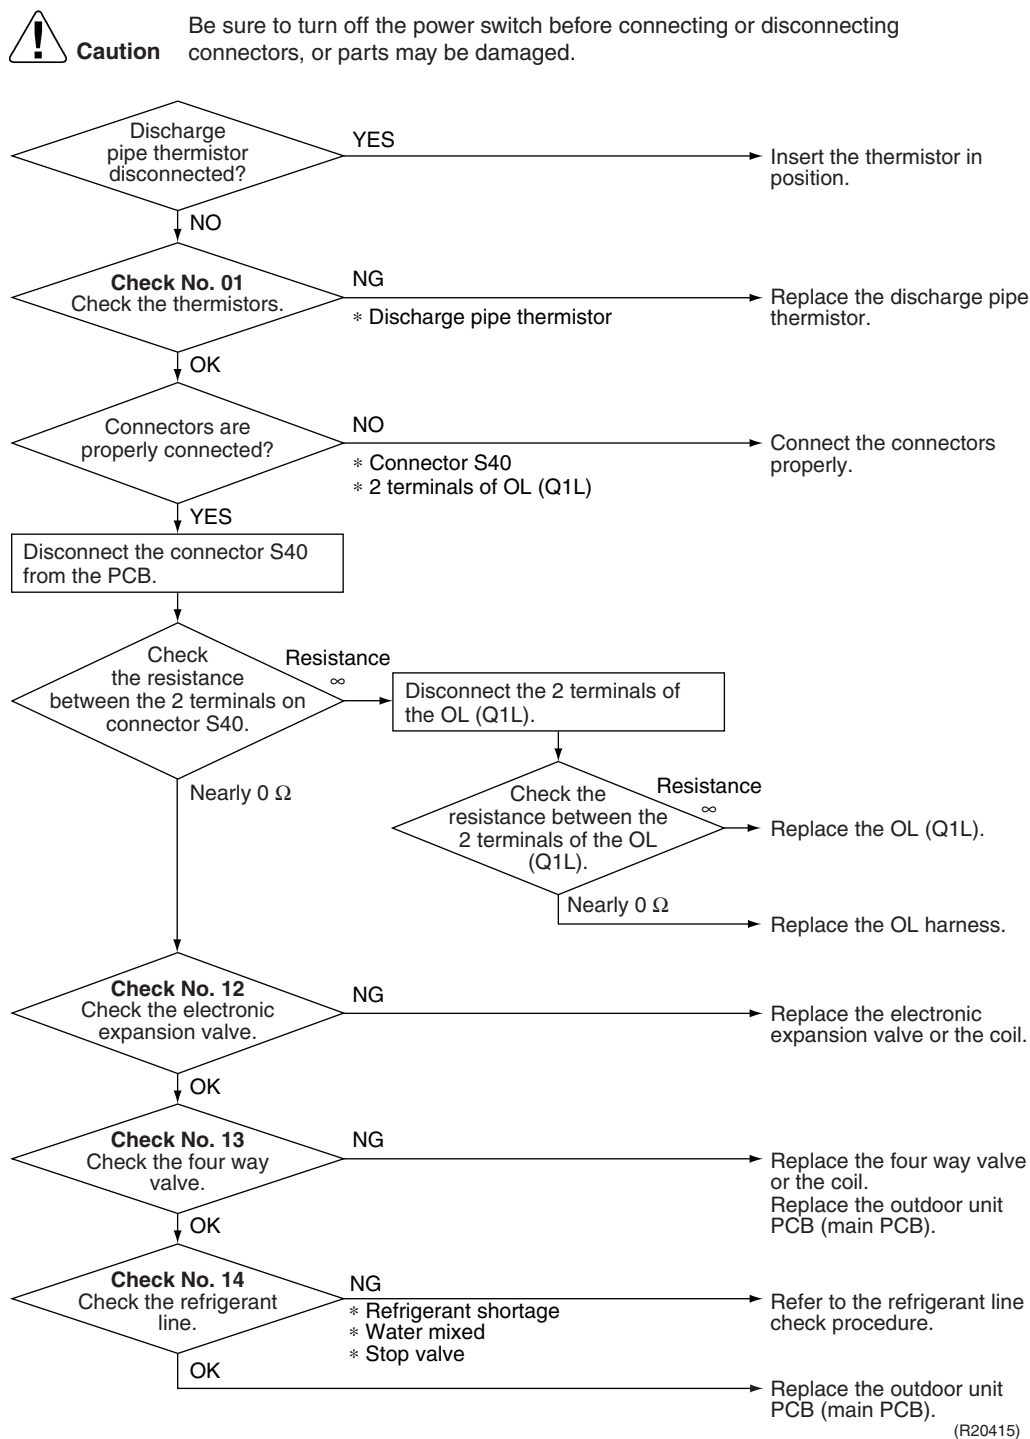 Caution
Be sure to turn off the power switch before connecting or disconnecting
connectors, or parts may be damaged.
Discharge
pipe thermistor
disconnected?
YES
Insert the thermistor in
position.
NO
Check No. 01
Check the thermistors.
NG
* Discharge pipe thermistor
Replace the discharge pipe
thermistor.
OK
Connectors are
properly connected?
NO
* Connector S40
* 2 terminals of OL (Q1L)
Connect the connectors
properly.
YES
Disconnect the connector S40
from the PCB.
Check
the resistance
between the 2 terminals on
connector S40.
Resistance
∞
Disconnect the 2 terminals of
the OL (Q1L).
Nearly 0 Ω
Check the
resistance between the
2 terminals of the OL
(Q1L).
Resistance
∞
Replace the OL (Q1L).
Nearly 0 Ω
Replace the OL harness.
Check No. 12
Check the electronic
expansion valve.
NG
Replace the electronic
expansion valve or the coil.
OK
Check No. 13
Check the four way
valve.
NG
Replace the four way valve
or the coil.
Replace the outdoor unit
PCB (main PCB).
OK
Check No. 14
Check the refrigerant
line.
NG
* Refrigerant shortage
* Water mixed
* Stop valve
Refer to the refrigerant line
check procedure.
OK
Replace the outdoor unit
PCB (main PCB).
(R20415)